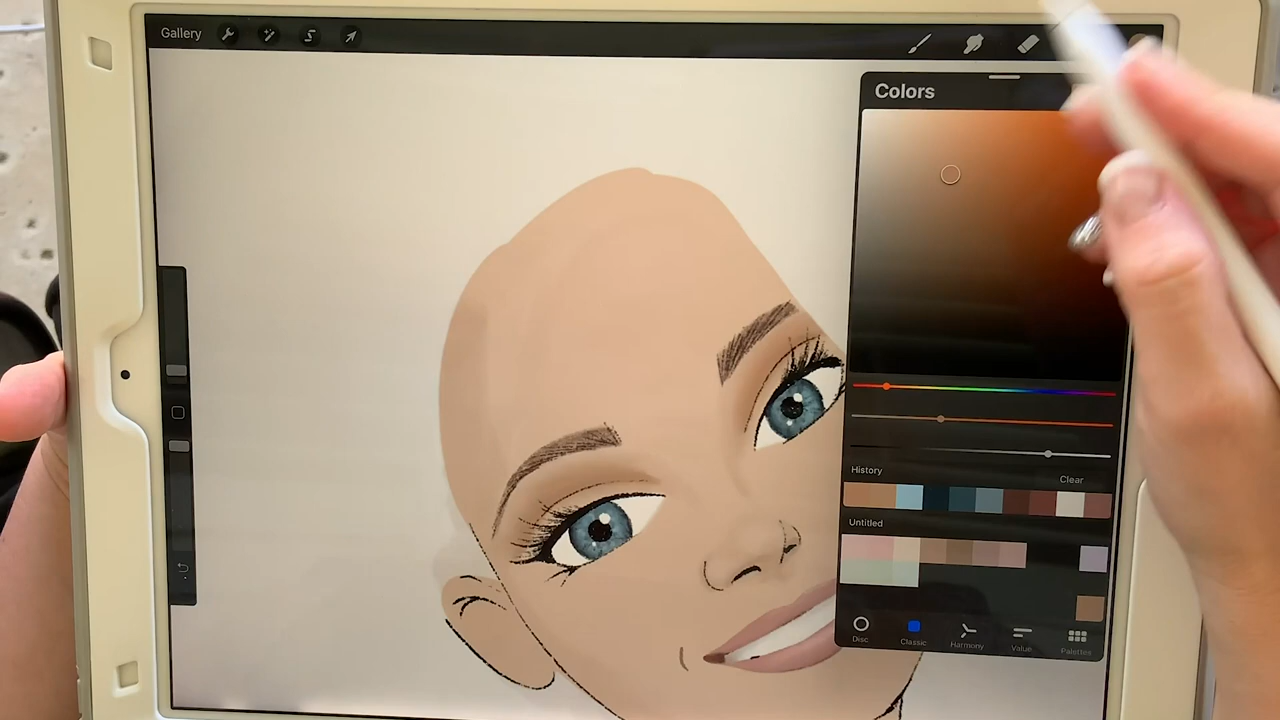 Gallery
Colors
History
Clear
Untitled
Disc
Classic
Harmony
Value
Palettes